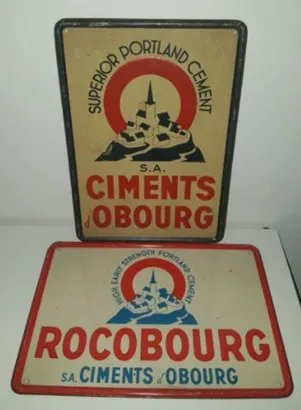 SUPERIOR PORTLAND CEMENT
S.A.
CIMENTS
d'OBOURG
HIGH EARLY STRENGTH PORTLAND CEMENT
ROCOBOURG
S.A. CIMENTS d'OBOURG